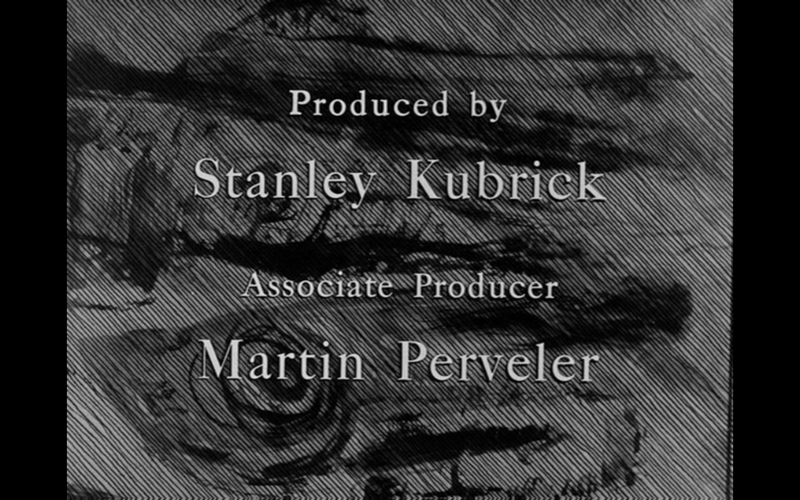 Produced by
Stanley Kubrick
Associate Producer
Martin Perveler